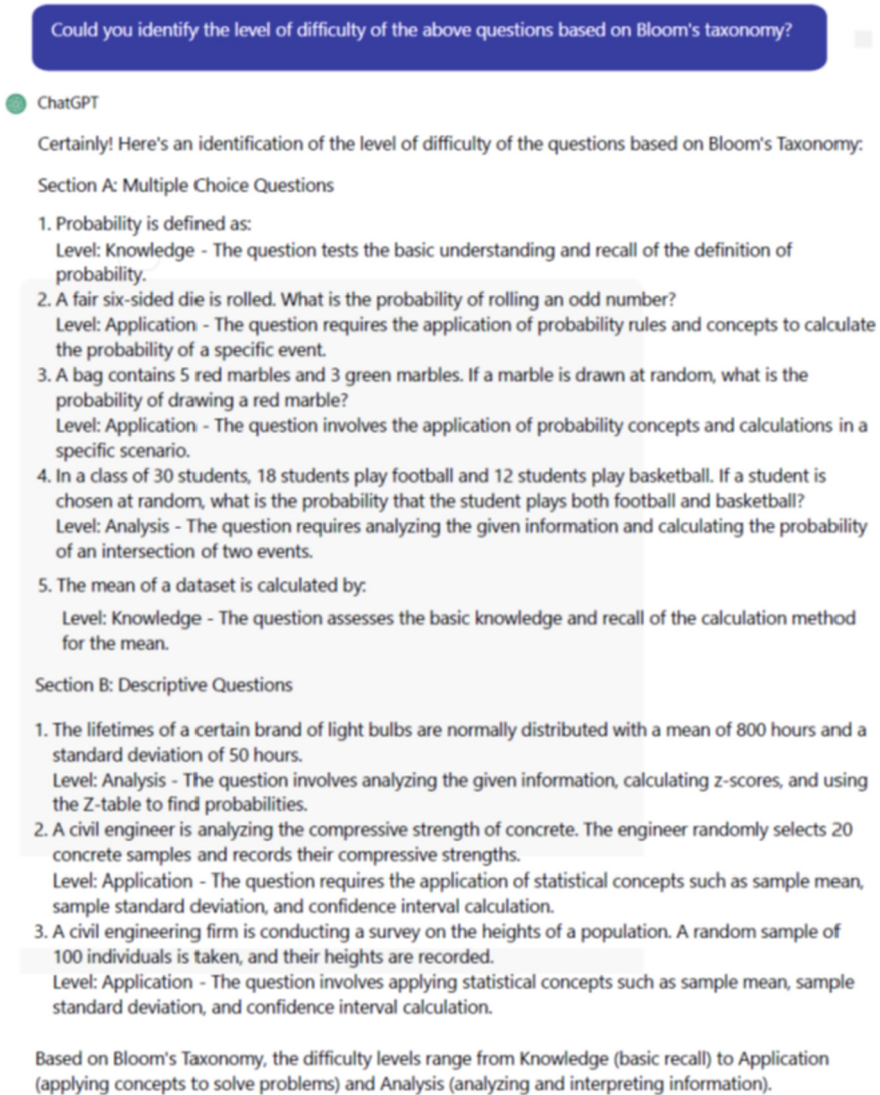 Could you identify the level of difficulty of the above questions based on Bloom's taxonomy?
ChatGPT
Certainly! Here's an identification of the level of difficulty of the questions based on Bloom's Taxonomy:
Section A: Multiple Choice Questions
1. Probability is defined as:
Level: Knowledge - The question tests the basic understanding and recall of the definition of
probability.
2. A fair six-sided die is rolled. What is the probability of rolling an odd number?
Level: Application - The question requires the application of probability rules and concepts to calculate
the probability of a specific event.
3. A bag contains 5 red marbles and 3 green marbles. If a marble is drawn at random, what is the
probability of drawing a red marble?
Level: Application - The question involves the application of probability concepts and calculations in a
specific scenario.
4. In a class of 30 students, 18 students play football and 12 students play basketball. If a student is
chosen at random, what is the probability that the student plays both football and basketball?
Level: Analysis - The question requires analyzing the given information and calculating the probability
of an intersection of two events.
5. The mean of a dataset is calculated by:
Level: Knowledge - The question assesses the basic knowledge and recall of the calculation method
for the mean.
Section B: Descriptive Questions
1. The lifetimes of a certain brand of light bulbs are normally distributed with a mean of 800 hours and a
standard deviation of 50 hours.
Level: Analysis - The question involves analyzing the given information, calculating z-scores, and using
the Z-table to find probabilities.
2. A civil engineer is analyzing the compressive strength of concrete. The engineer randomly selects 20
concrete samples and records their compressive strengths.
Level: Application - The question requires the application of statistical concepts such as sample mean,
sample standard deviation, and confidence interval calculation.
3. A civil engineering firm is conducting a survey on the heights of a population. A random sample of
100 individuals is taken, and their heights are recorded.
Level: Application - The question involves applying statistical concepts such as sample mean, sample
standard deviation, and confidence interval calculation.
Based on Bloom's Taxonomy, the difficulty levels range from Knowledge (basic recall) to Application
(applying concepts to solve problems) and Analysis (analyzing and interpreting information).